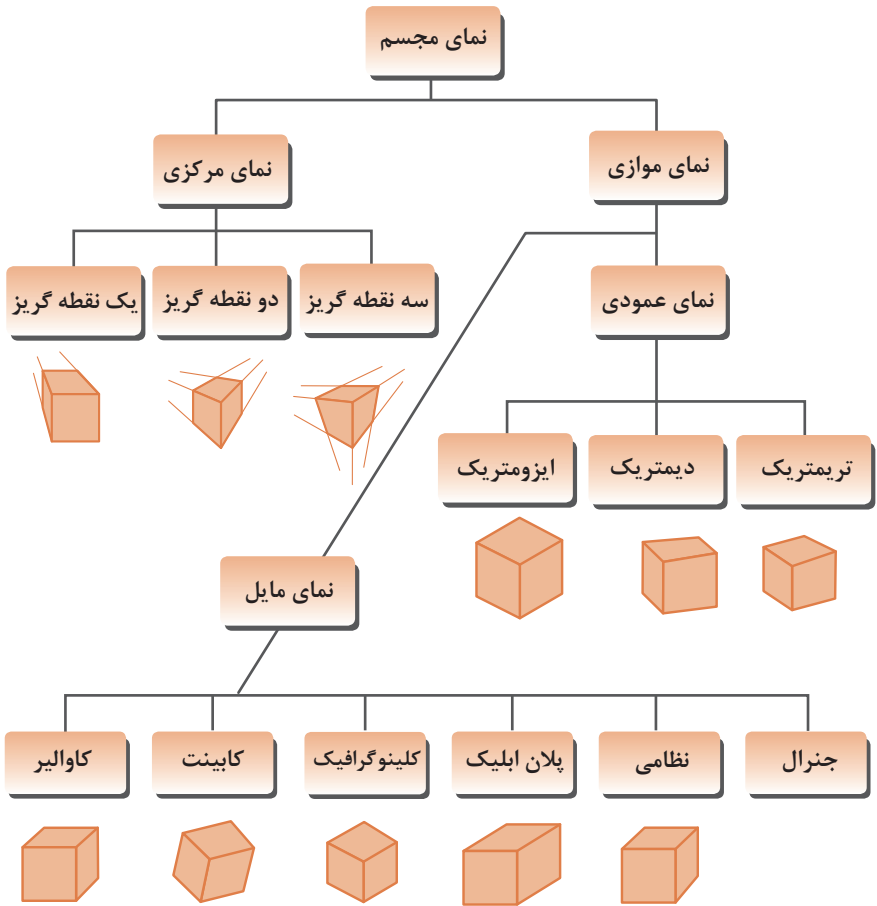 نمای مجسم
نمای موازی
نمای مرکزی
نمای عمودی
سه نقطه گریز
دو نقطه گریز
یک نقطه گریز
تریمتریک
دیمتریک
ایزومتریک
نمای مایل
جنرال
نظامی
پلان ابلیک
کلینوگرافیک
کابینت
کاوالیر